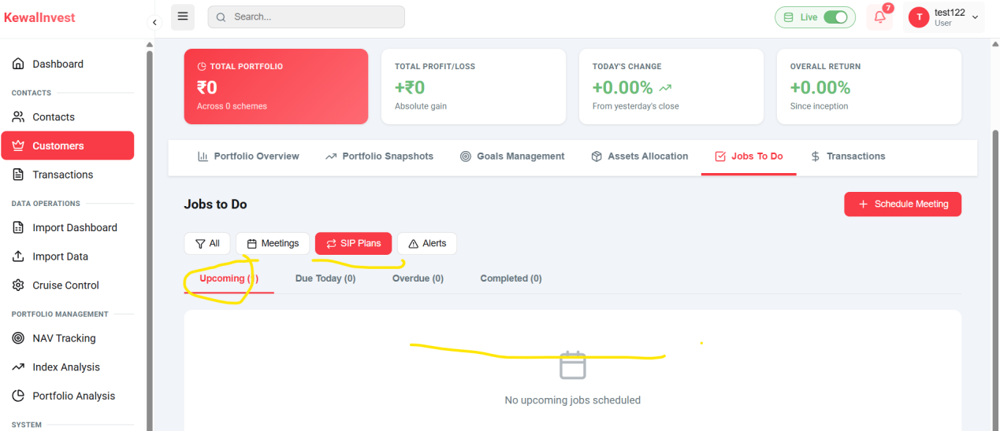 KewalInvest
Search...
Live
7
T
test122
User
Dashboard
CONTACTS
Contacts
Customers
Transactions
DATA OPERATIONS
Import Dashboard
Import Data
Cruise Control
PORTFOLIO MANAGEMENT
NAV Tracking
Index Analysis
Portfolio Analysis
SYSTEM
TOTAL PORTFOLIO
₹0
Across 0 schemes
TOTAL PROFIT/LOSS
+₹0
Absolute gain
TODAY'S CHANGE
+0.00%
From yesterday's close
OVERALL RETURN
+0.00%
Since inception
Portfolio Overview
Portfolio Snapshots
Goals Management
Assets Allocation
Jobs To Do
$ Transactions
Jobs to Do
+ Schedule Meeting
All
Meetings
SIP Plans
Alerts
Upcoming
Due Today (0)
Overdue (0)
Completed (0)
No upcoming jobs scheduled